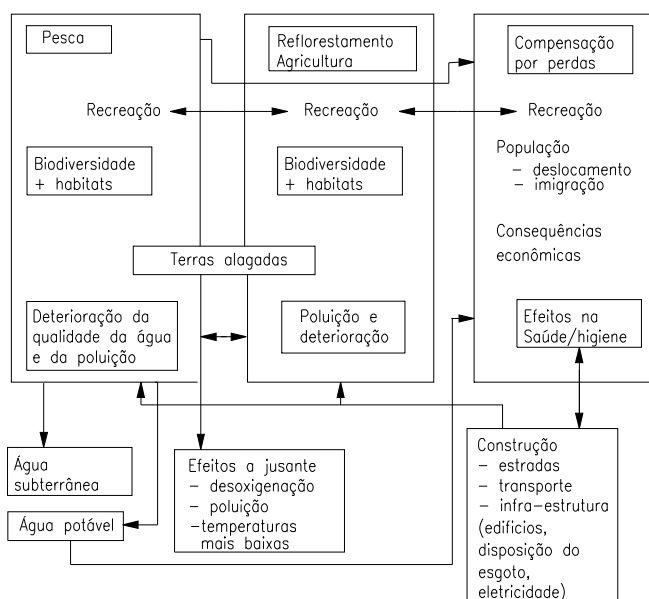 Pesca
Reflorestamento
Agricultura
Compensação
por perdas
Recreação
Recreação
Recreação
Biodiversidade
+ habitats
Biodiversidade
+ habitats
População
- deslocamento
- imigração
Consequências
econômicas
Terras alagadas
Deterioração da
qualidade da água
e da poluição
Poluição e
deterioração
Efeitos na
Saúde/higiene
Água
subterrânea
Água potável
Efeitos a jusante
- desoxigenação
- poluição
-temperaturas
mais baixas
Construção
- estradas
- transporte
- infra-estrutura
(edificios,
disposição do
esgoto,
eletricidade)